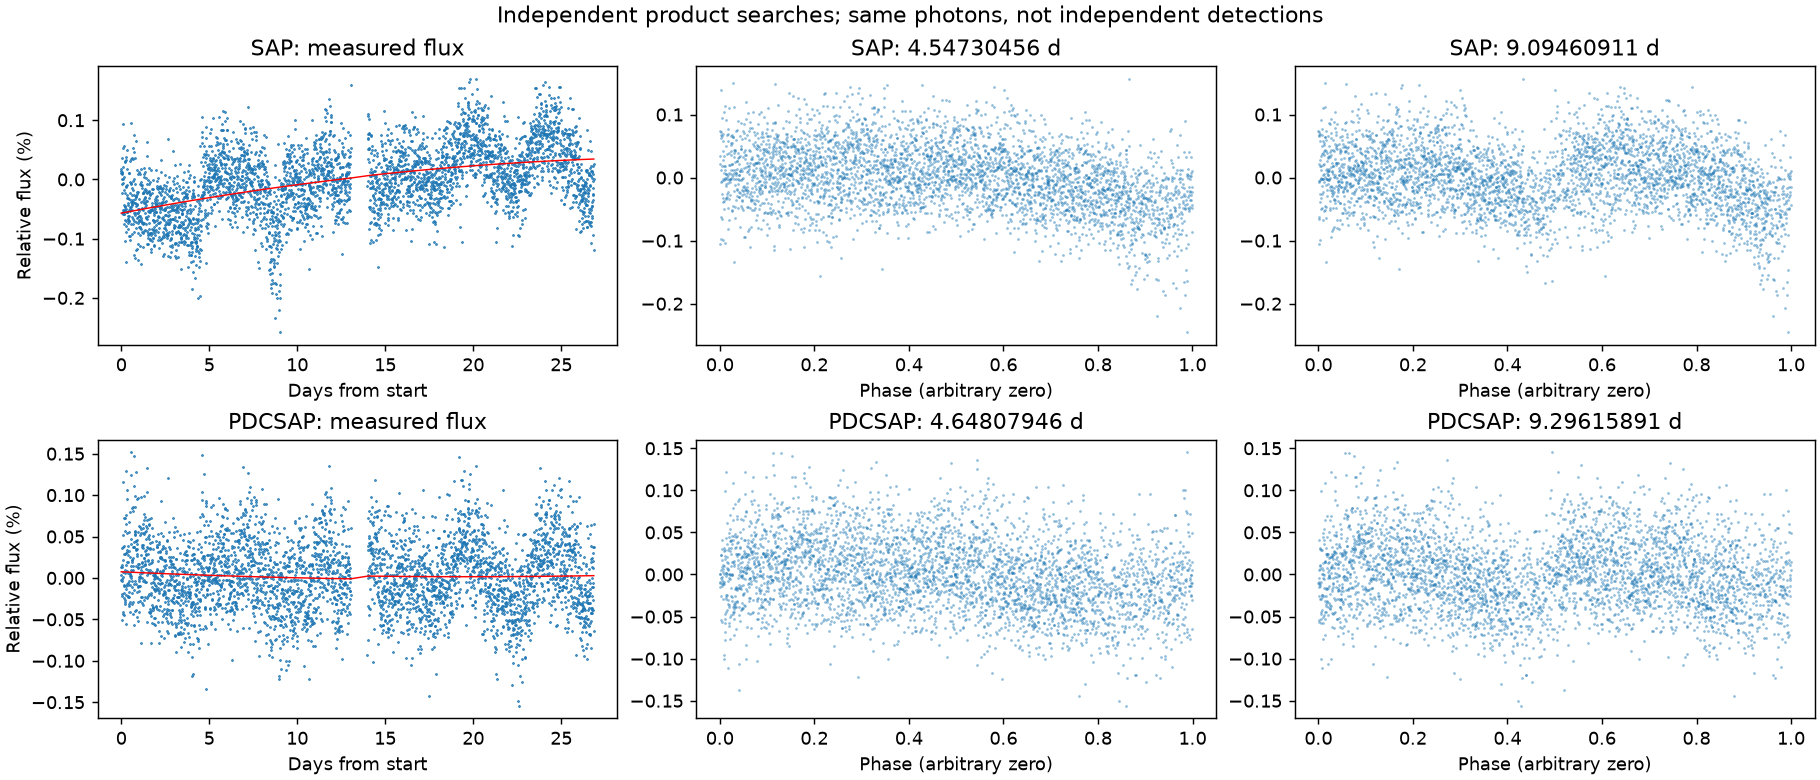 Independent product searches; same photons, not independent detections
SAP: measured flux
SAP: 4.54730456 d
SAP: 9.09460911 d
Relative flux (%)
0.1
0.0
−0.1
−0.2
0 5 10 15 20 25
Days from start
0.1
0.0
−0.1
−0.2
0.0 0.2 0.4 0.6 0.8 1.0
Phase (arbitrary zero)
0.1
0.0
−0.1
−0.2
0.0 0.2 0.4 0.6 0.8 1.0
Phase (arbitrary zero)
PDCSAP: measured flux
PDCSAP: 4.64807946 d
PDCSAP: 9.29615891 d
Relative flux (%)
0.15
0.10
0.05
0.00
−0.05
−0.10
−0.15
0 5 10 15 20 25
Days from start
0.15
0.10
0.05
0.00
−0.05
−0.10
−0.15
0.0 0.2 0.4 0.6 0.8 1.0
Phase (arbitrary zero)
0.15
0.10
0.05
0.00
−0.05
−0.10
−0.15
0.0 0.2 0.4 0.6 0.8 1.0
Phase (arbitrary zero)